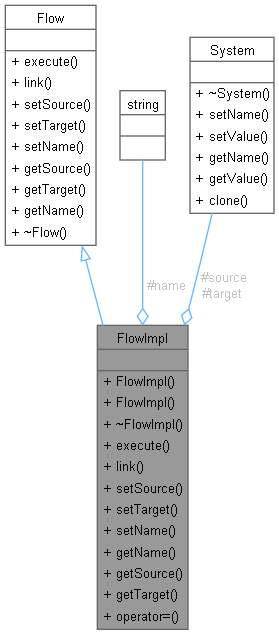 Flow
+ execute()
+ link()
+ setSource()
+ setTarget()
+ setName()
+ getSource()
+ getTarget()
+ getName()
+ ~Flow()
string
System
+ ~System()
+ setName()
+ setValue()
+ getName()
+ getValue()
+ clone()
#name
#source
#target
FlowImpl
+ FlowImpl()
+ FlowImpl()
+ ~FlowImpl()
+ execute()
+ link()
+ setSource()
+ setTarget()
+ setName()
+ getName()
+ getSource()
+ getTarget()
+ operator=()